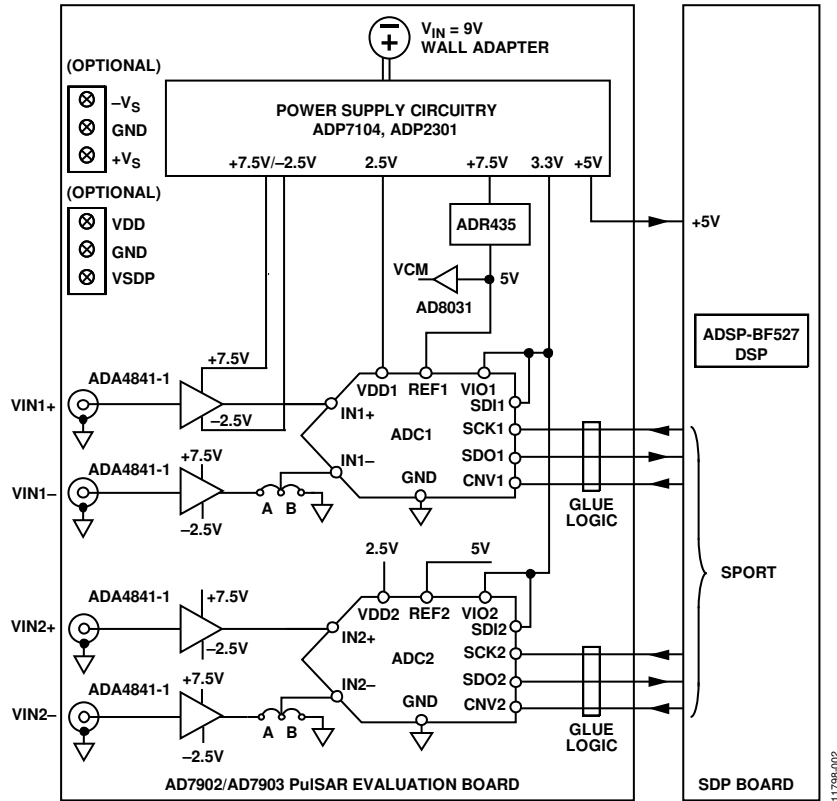 VIN = 9V
WALL ADAPTER
(OPTIONAL)
–VS
GND
+VS
POWER SUPPLY CIRCUITRY
ADP7104, ADP2301
+7.5V/–2.5V 2.5V +7.5V 3.3V +5V
(OPTIONAL)
VDD
GND
VSDP
ADR435
+5V
VCM
5V
AD8031
ADSP-BF527
DSP
+7.5V
ADA4841-1
VDD1 REF1 VIO1
SDI1
VIN1+
IN1+
–2.5V
ADC1
SCK1
ADA4841-1
+7.5V
IN1–
SDO1
GND
CNV1
VIN1–
A B
–2.5V
GLUE
LOGIC
2.5V 5V
SPORT
ADA4841-1
+7.5V
VDD2 REF2 VIO2
SDI2
VIN2+
IN2+
–2.5V
ADC2
SCK2
ADA4841-1
+7.5V
IN2–
SDO2
GND
CNV2
VIN2–
A B
–2.5V
GLUE
LOGIC
AD7902/AD7903 PulSAR EVALUATION BOARD
SDP BOARD
11798-002